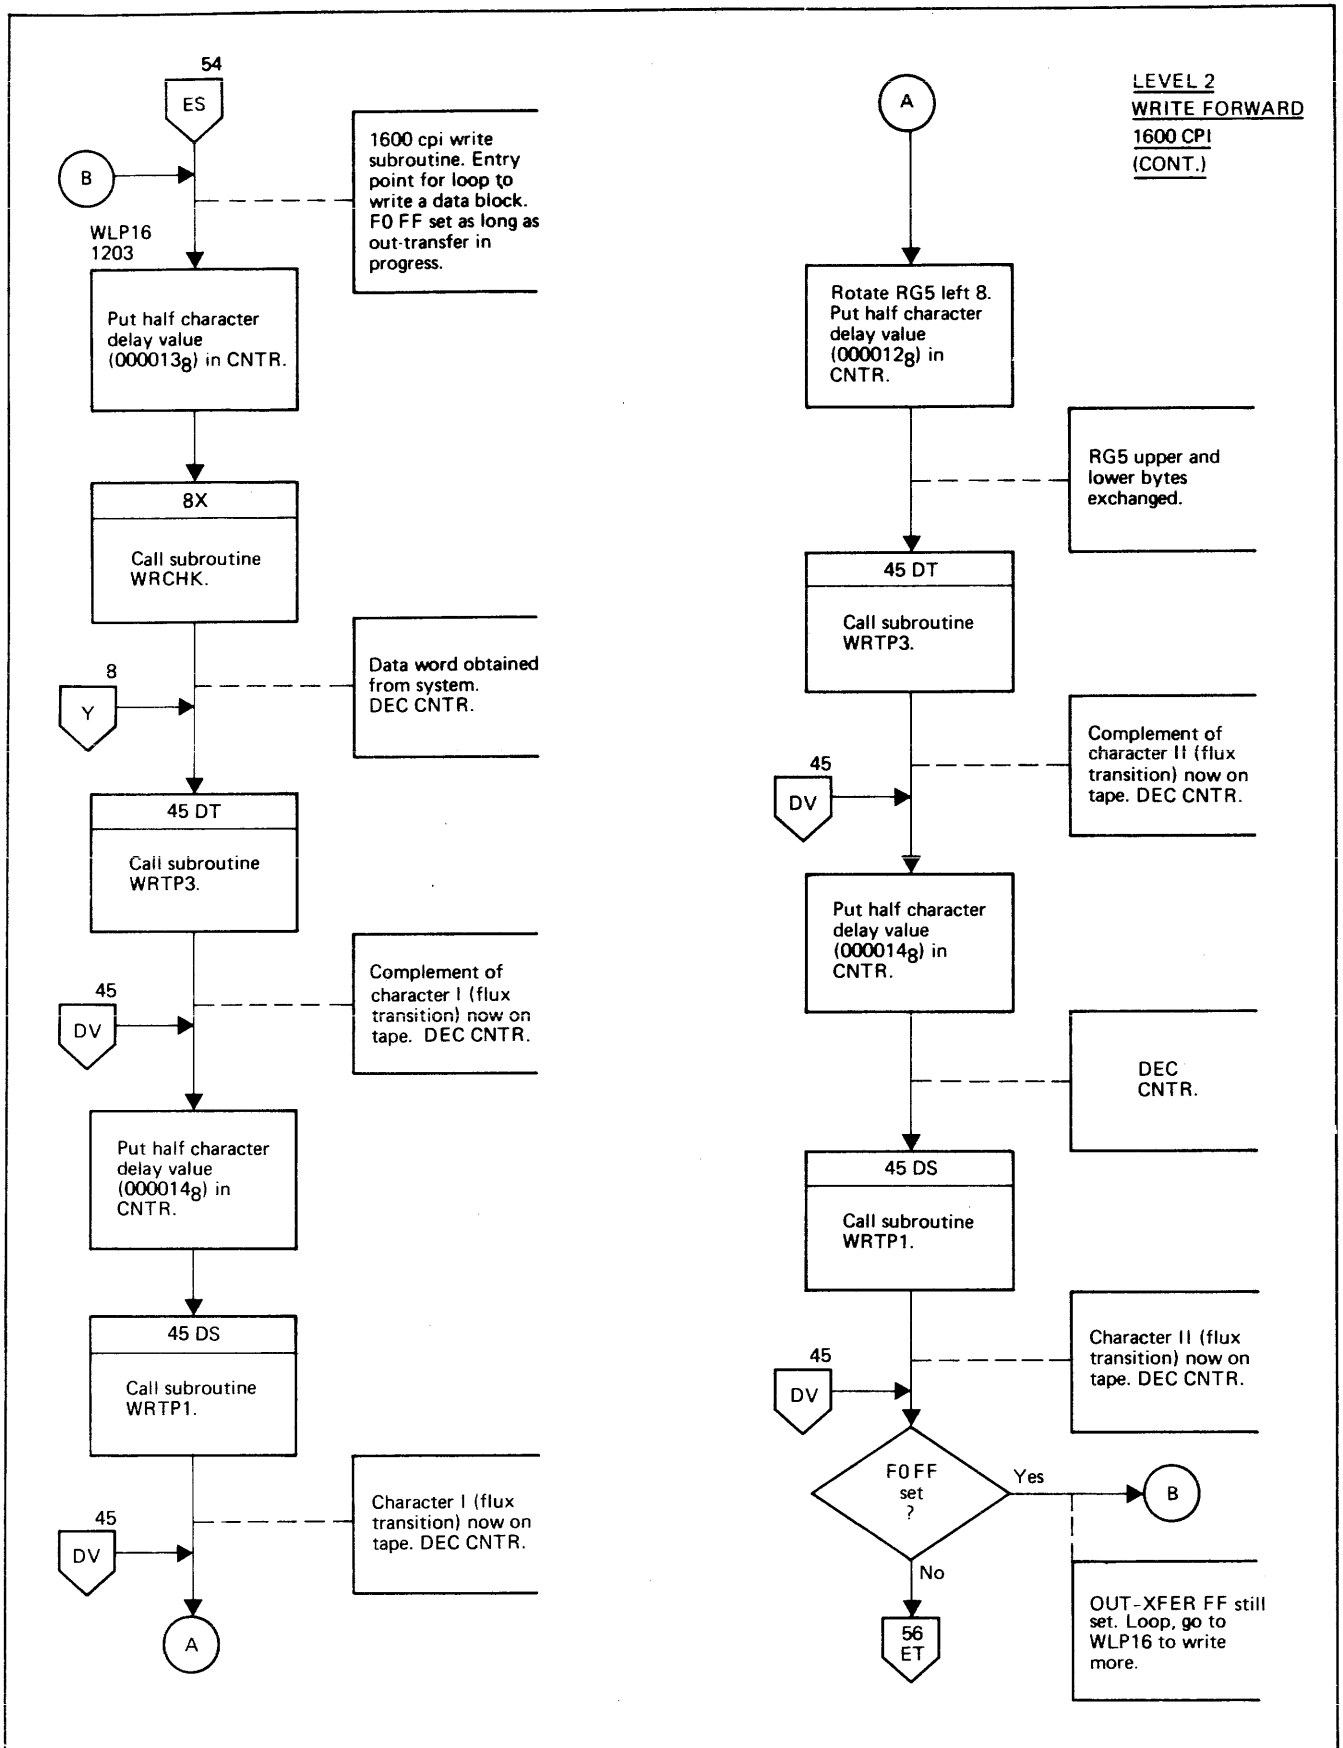 54
ES
B
1600 cpi write
subroutine. Entry
point for loop to
write a data block.
F0 FF set as long as
out-transfer in
progress.
WLP16
1203
Put half character
delay value
(000013₈) in CNTR.
8X
Call subroutine
WRCHK.
Data word obtained
from system.
DEC CNTR.
8
Y
45 DT
Call subroutine
WRTP3.
Complement of
character I (flux
transition) now on
tape. DEC CNTR.
45
DV
Put half character
delay value
(000014₈) in
CNTR.
45 DS
Call subroutine
WRTP1.
Character I (flux
transition) now on
tape. DEC CNTR.
45
DV
A
LEVEL 2
WRITE FORWARD
1600 CPI
(CONT.)
A
Rotate RG5 left 8.
Put half character
delay value
(000012₈) in
CNTR.
RG5 upper and
lower bytes
exchanged.
45 DT
Call subroutine
WRTP3.
Complement of
character II (flux
transition) now on
tape. DEC CNTR.
45
DV
Put half character
delay value
(000014₈) in
CNTR.
DEC
CNTR.
45 DS
Call subroutine
WRTP1.
Character II (flux
transition) now on
tape. DEC CNTR.
45
DV
F0 FF
set
?
Yes
B
No
56
ET
OUT-XFER FF still
set. Loop, go to
WLP16 to write
more.